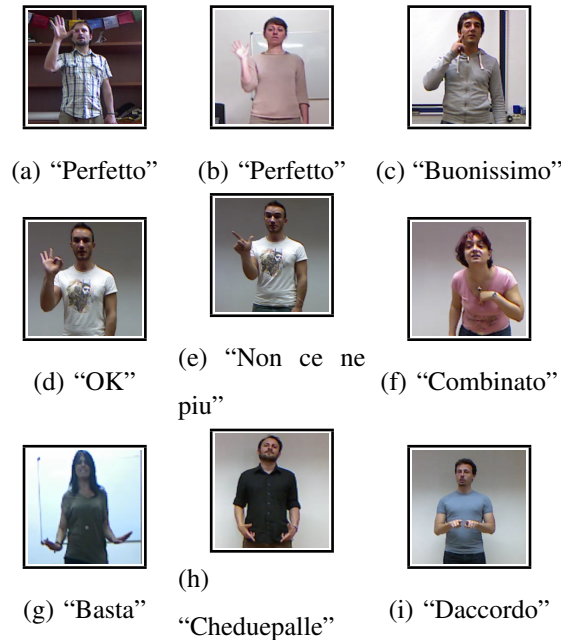 (a) “Perfetto”
(b) “Perfetto”
(c) “Buonissimo”
(d) “OK”
(e) “Non ce ne
piu”
(f) “Combinato”
(g) “Basta”
(h)
“Cheduepalle”
(i) “Daccordo”